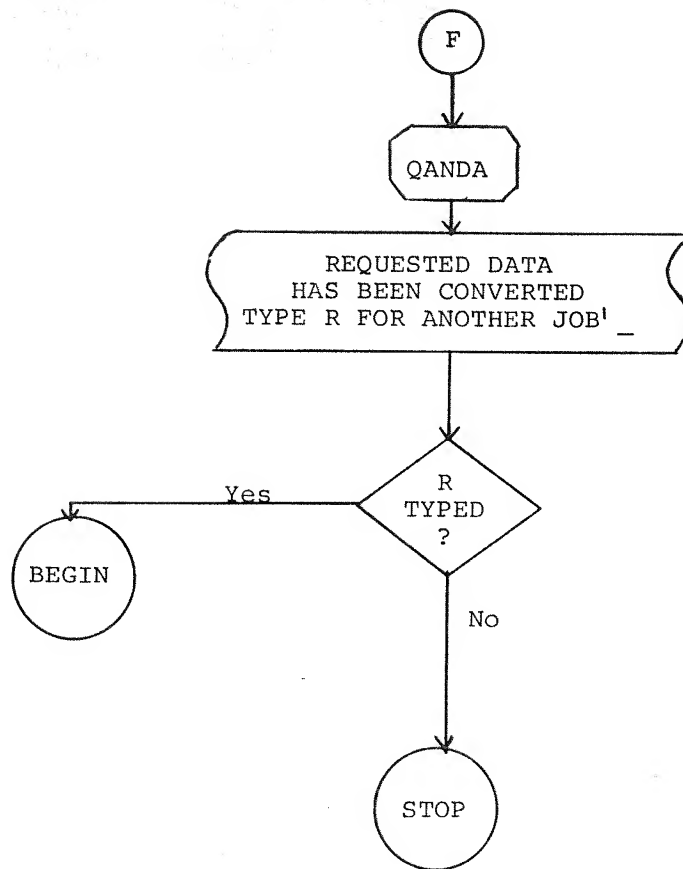 F
QANDA
REQUESTED DATA
HAS BEEN CONVERTED
TYPE R FOR ANOTHER JOB' _
R
TYPED
?
Yes
BEGIN
No
STOP